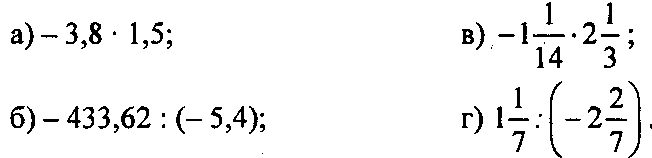 а) – 3,8 · 1,5;
б) – 433,62 : (– 5,4);
в) –1 1/14 · 2 1/3;
г) 1 1/7 : (–2 2/7).